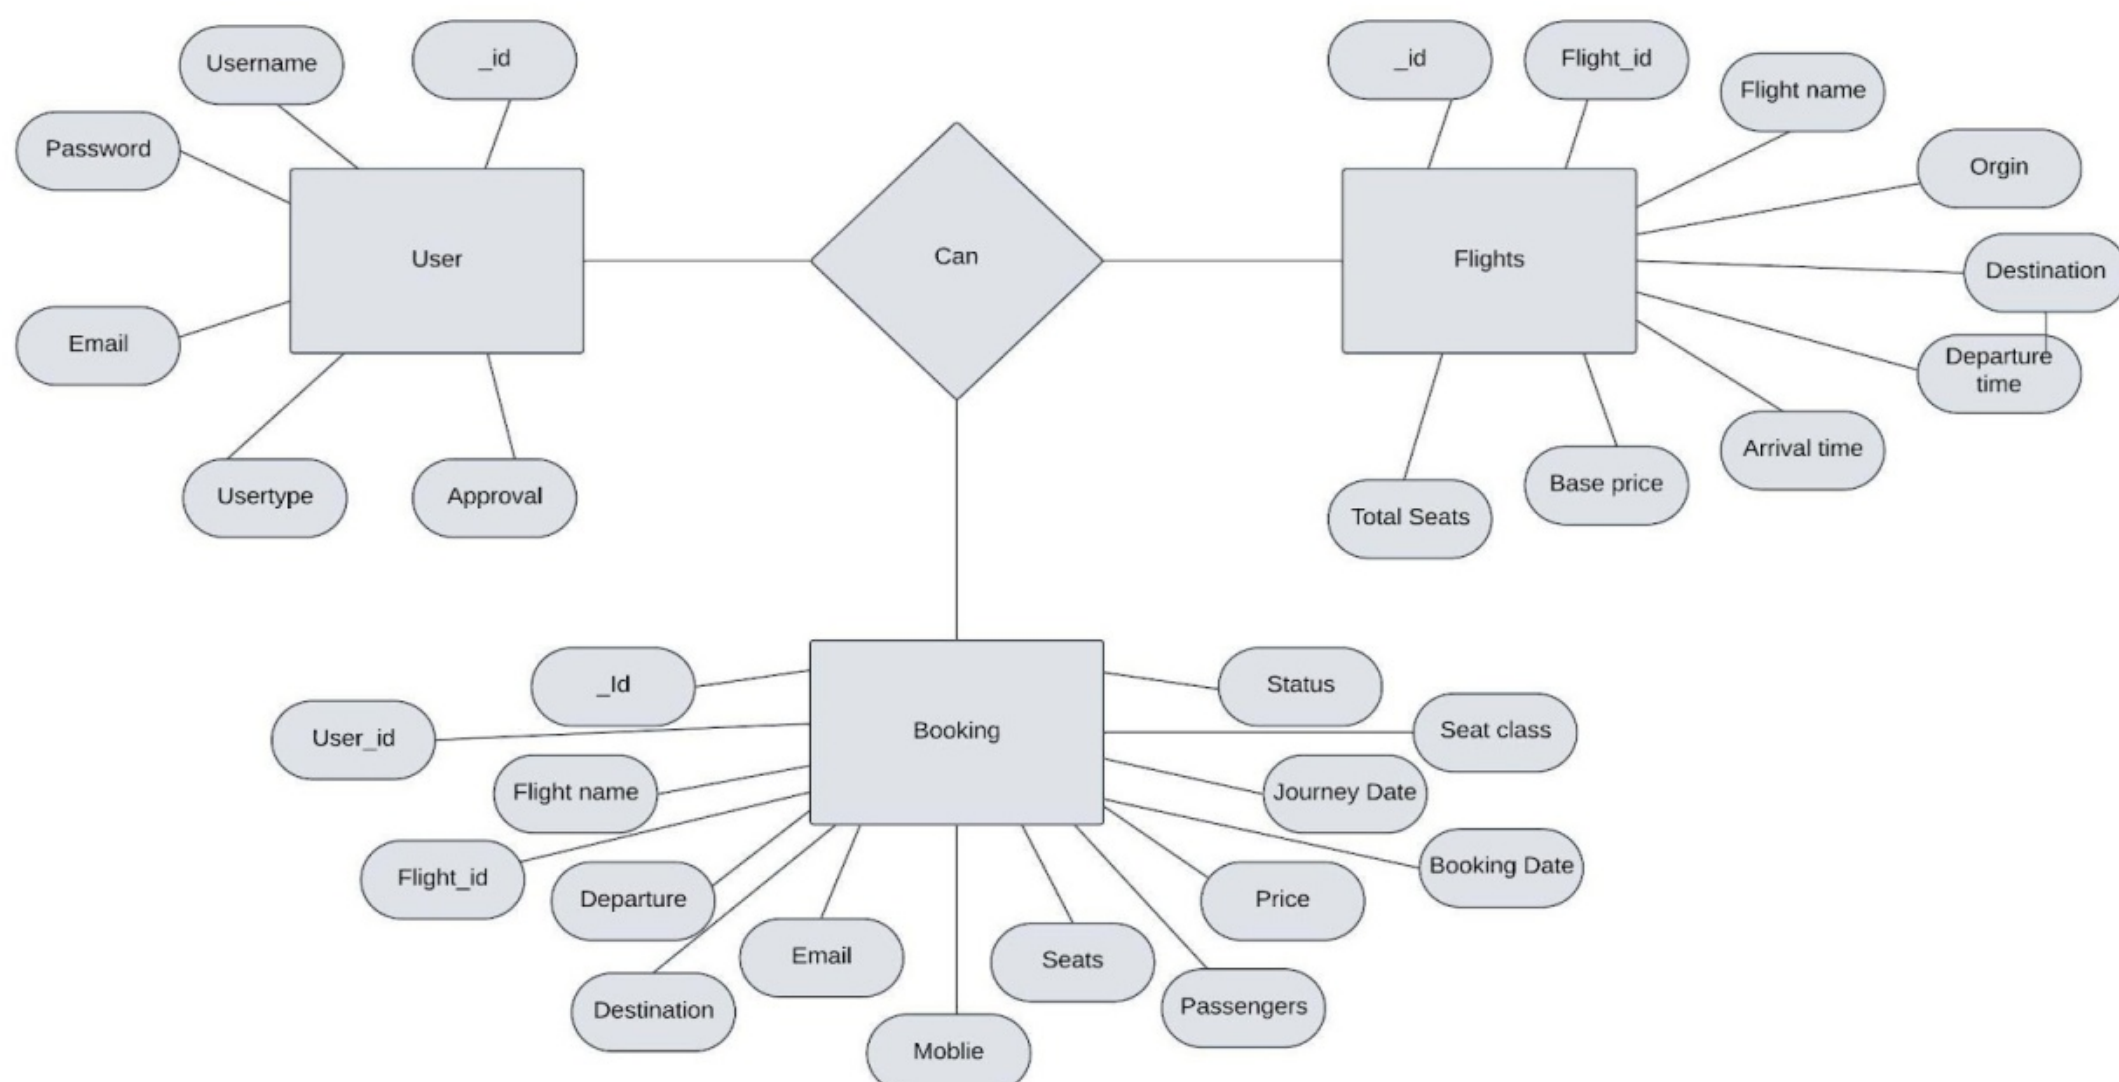 Username
_id
Password
User
Email
Usertype
Approval
Can
_id
Flight_id
Flight name
Orgin
Flights
Destination
Departure
time
Arrival time
Base price
Total Seats
_Id
User_id
Flight name
Flight_id
Departure
Destination
Email
Moblie
Booking
Status
Seat class
Journey Date
Booking Date
Price
Seats
Passengers